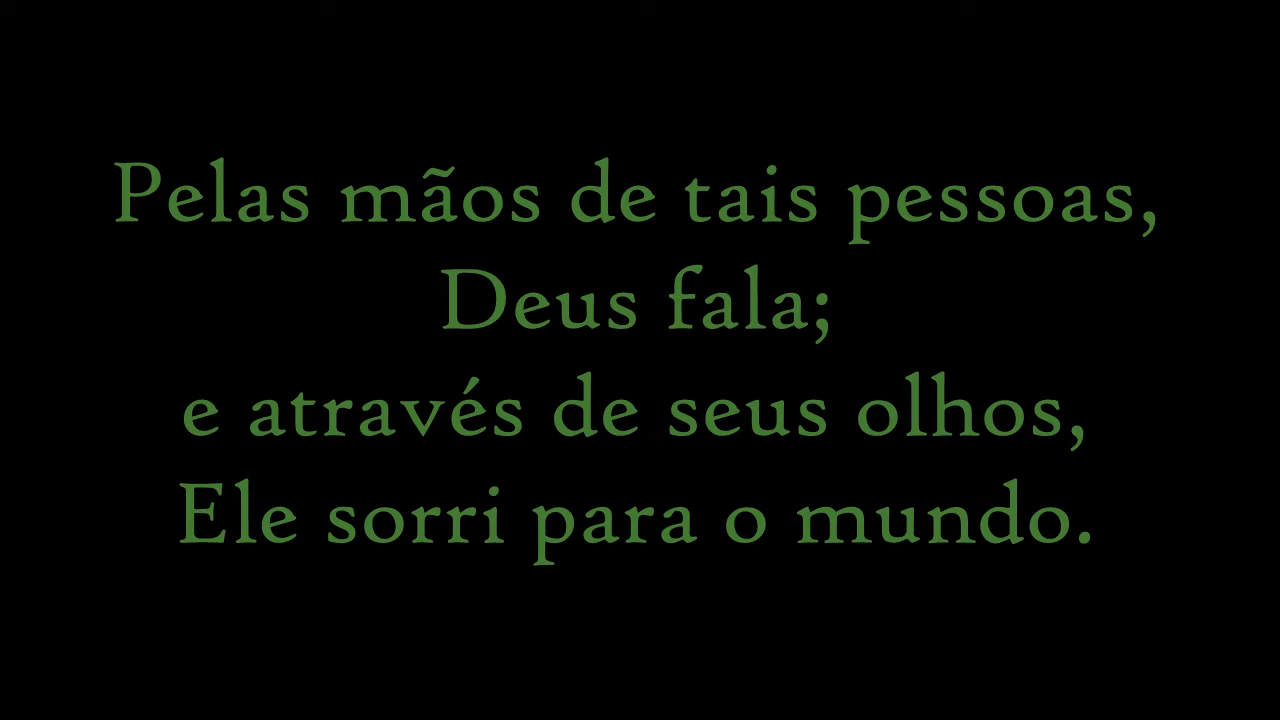 Pelas mãos de tais pessoas,
Deus fala;
e através de seus olhos,
Ele sorri para o mundo.